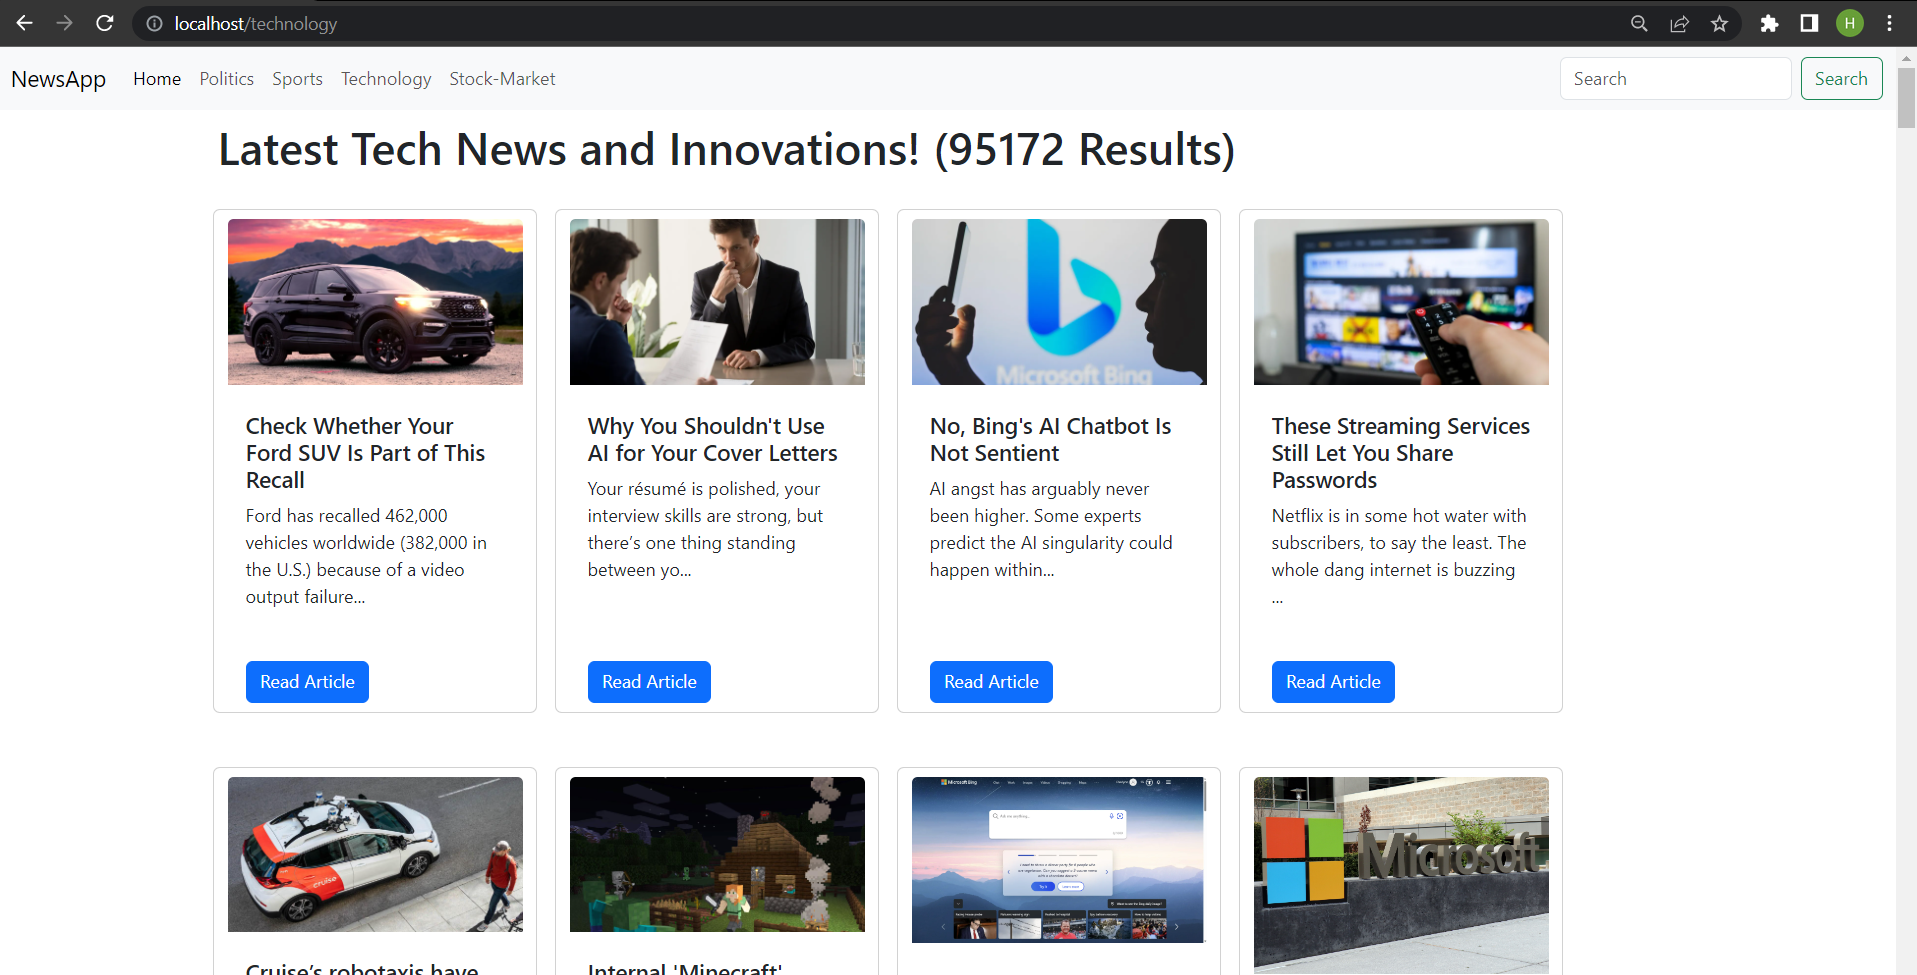 localhost/technology
H
NewsApp Home Politics Sports Technology Stock-Market Search Search
Latest Tech News and Innovations! (95172 Results)
Microsoft Bing
Check Whether Your
Ford SUV Is Part of This
Recall
Ford has recalled 462,000
vehicles worldwide (382,000 in
the U.S.) because of a video
output failure...
Read Article
Why You Shouldn't Use
AI for Your Cover Letters
Your résumé is polished, your
interview skills are strong, but
there’s one thing standing
between yo...
Read Article
No, Bing's AI Chatbot Is
Not Sentient
AI angst has arguably never
been higher. Some experts
predict the AI singularity could
happen within...
Read Article
These Streaming Services
Still Let You Share
Passwords
Netflix is in some hot water with
subscribers, to say the least. The
whole dang internet is buzzing
...
Read Article
cruise
Microsoft Bing
Microsoft
Cruise’s robotaxis have
Internal 'Minecraft'